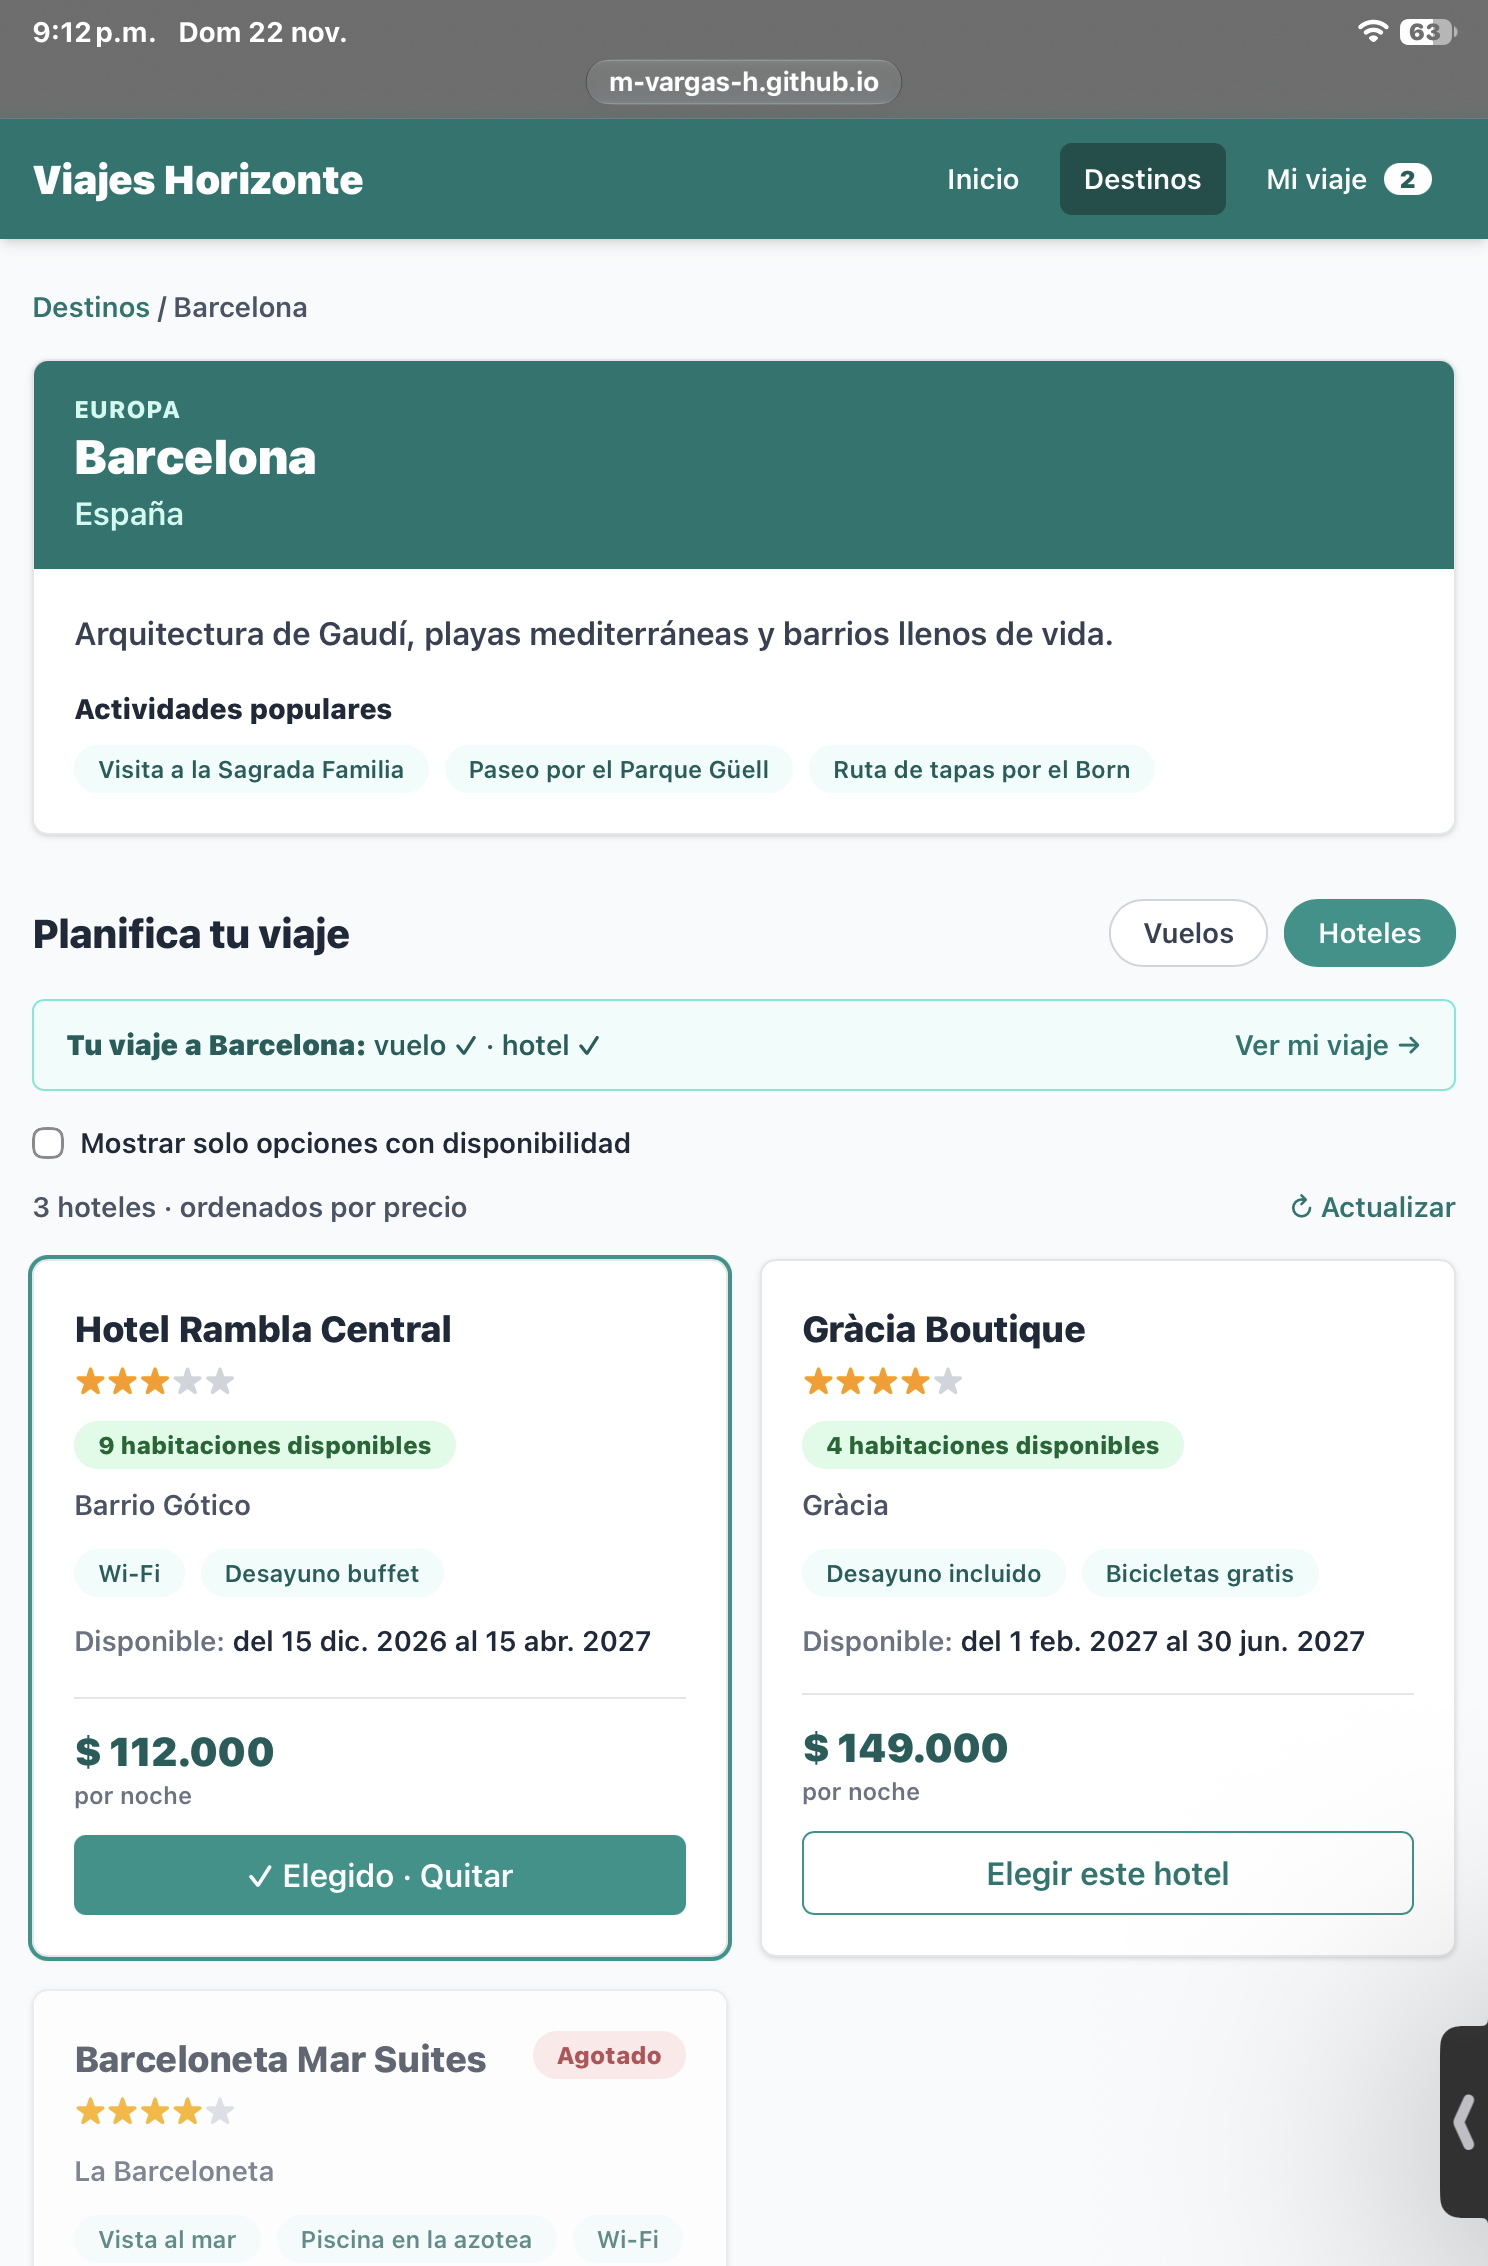 9:12 p.m. Dom 22 nov.
63
m-vargas-h.github.io
Viajes Horizonte
Inicio
Destinos
Mi viaje 2
Destinos / Barcelona
EUROPA
Barcelona
España
Arquitectura de Gaudí, playas mediterráneas y barrios llenos de vida.
Actividades populares
Visita a la Sagrada Familia
Paseo por el Parque Güell
Ruta de tapas por el Born
Planifica tu viaje
Vuelos
Hoteles
Tu viaje a Barcelona: vuelo ✓ · hotel ✓
Ver mi viaje →
Mostrar solo opciones con disponibilidad
3 hoteles · ordenados por precio
↻ Actualizar
Hotel Rambla Central
★★★★★
9 habitaciones disponibles
Barrio Gótico
Wi-Fi
Desayuno buffet
Disponible: del 15 dic. 2026 al 15 abr. 2027
$ 112.000
por noche
✓ Elegido · Quitar
Gràcia Boutique
★★★★★
4 habitaciones disponibles
Gràcia
Desayuno incluido
Bicicletas gratis
Disponible: del 1 feb. 2027 al 30 jun. 2027
$ 149.000
por noche
Elegir este hotel
Barceloneta Mar Suites
Agotado
★★★★★
La Barceloneta
Vista al mar
Piscina en la azotea
Wi-Fi